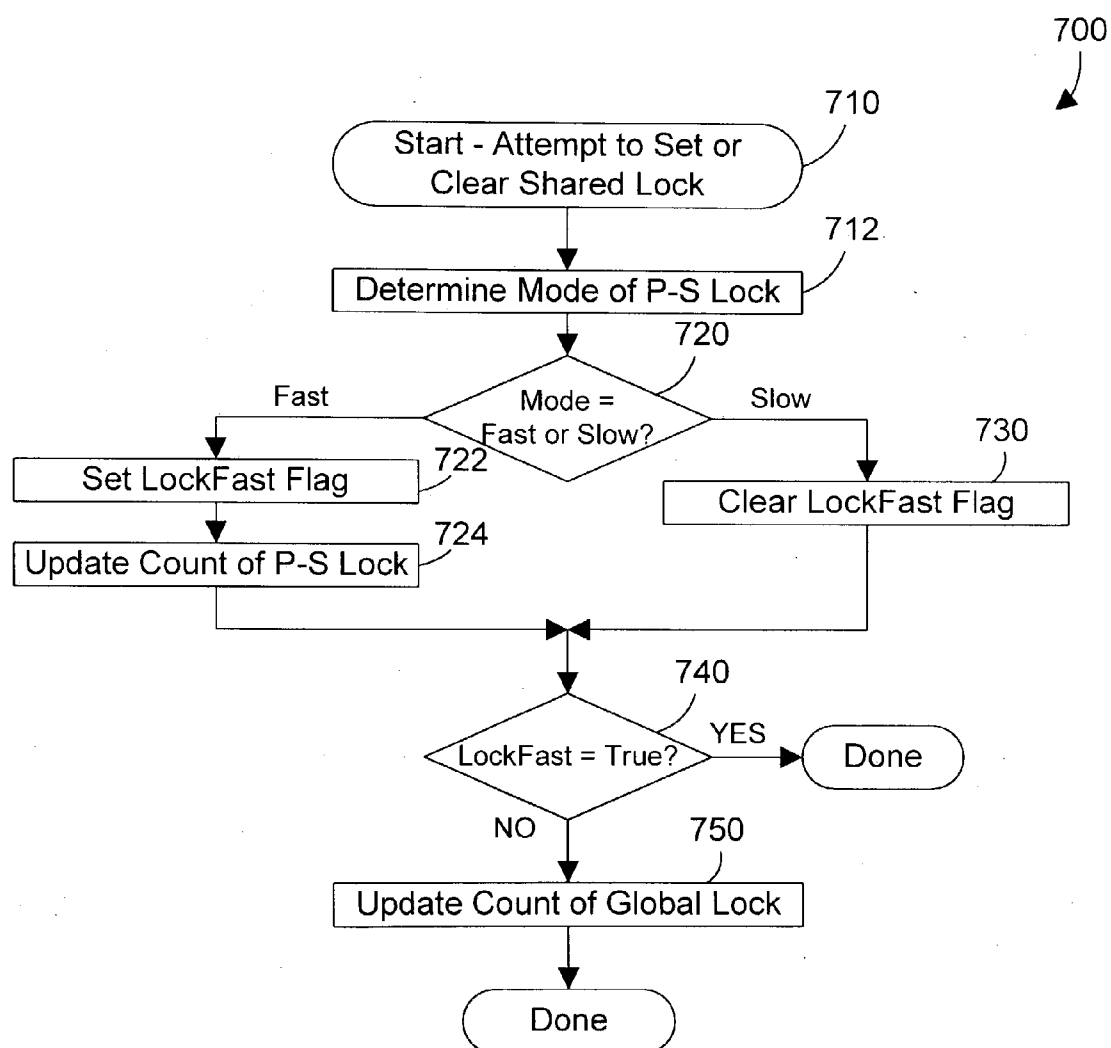 700
710
Start - Attempt to Set or
Clear Shared Lock
712
Determine Mode of P-S Lock
720
Fast
Mode =
Fast or Slow?
Slow
722
Set LockFast Flag
730
Clear LockFast Flag
724
Update Count of P-S Lock
740
LockFast = True?
YES
Done
NO
750
Update Count of Global Lock
Done